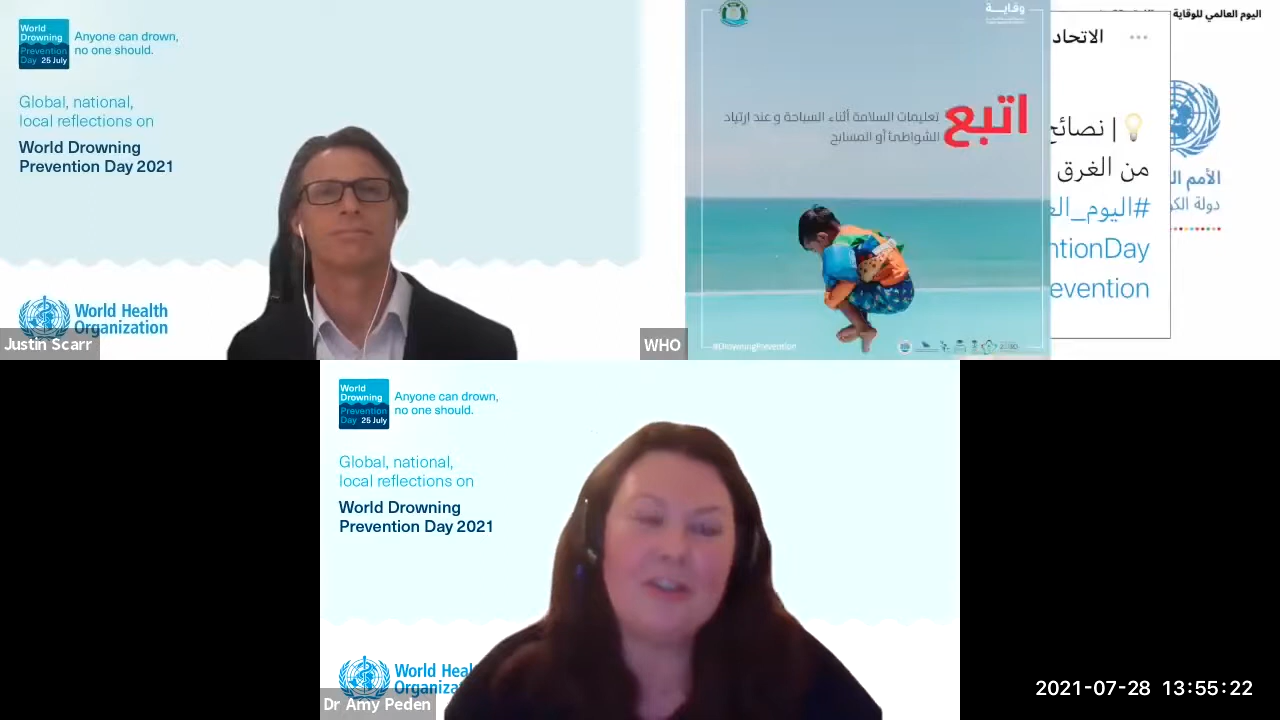 World
Drowning
Prevention
Day 25 July
Anyone can drown,
no one should.
Global, national,
local reflections on
World Drowning
Prevention Day 2021
World Health
Organization
Justin Scarr
وقاية
اتبع
تعليمات السلامة أثناء السباحة و عند ارتياد
الشواطئ أو المسابح
#DrowningPrevention
WHO
اليوم العالمي للوقاية
الاتحاد
| نصائح
من الغرق
#اليوم_الع
ntionDay
evention
الأمم ال
دولة الكو
World
Drowning
Prevention
Day 25 July
Anyone can drown,
no one should.
Global, national,
local reflections on
World Drowning
Prevention Day 2021
World Heal
Organiza
Dr Amy Peden
2021-07-28 13:55:22